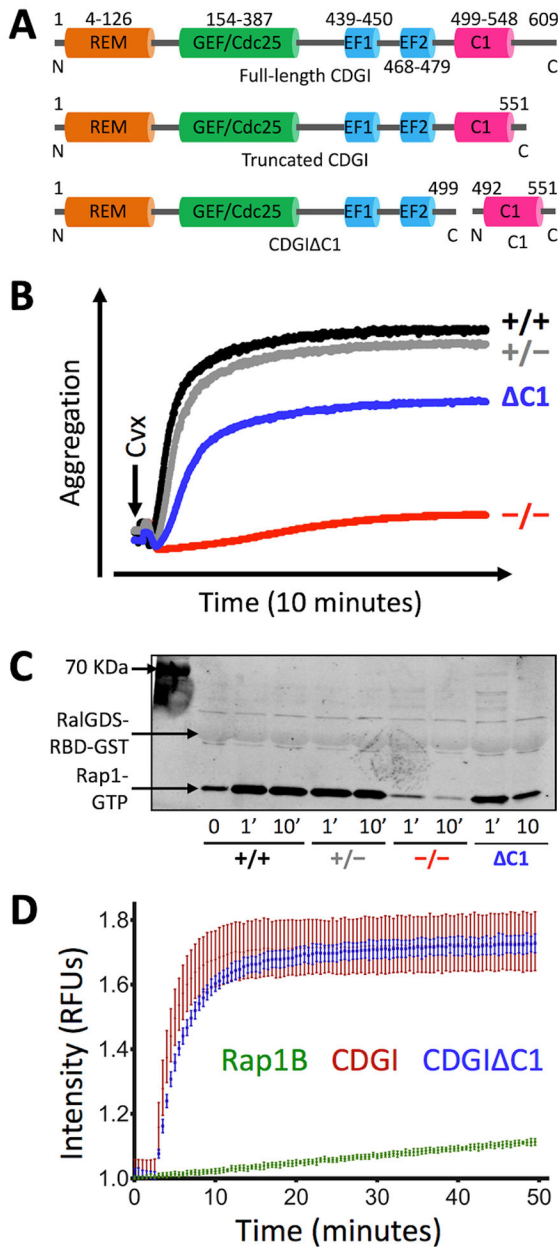 A
1 4-126 154-387 439-450 499-548 609
REM GEF/Cdc25 EF1 EF2 C1
N Full-length CDGI 468-479 C
1 551
REM GEF/Cdc25 EF1 EF2 C1
N Truncated CDGI C
1 499 492 551
REM GEF/Cdc25 EF1 EF2 C1
N CDGIΔC1 C N C1 C
B
Aggregation
Cvx
+/+
+/−
ΔC1
−/−
Time (10 minutes)
C
70 KDa
RalGDS-
RBD-GST
Rap1-
GTP
0 1' 10' 1' 10' 1' 10' 1' 10
+/+ +/− −/− ΔC1
D
Intensity (RFUs)
1.8
1.6
1.4
1.2
1.0
Rap1B CDGI CDGIΔC1
0 10 20 30 40 50
Time (minutes)